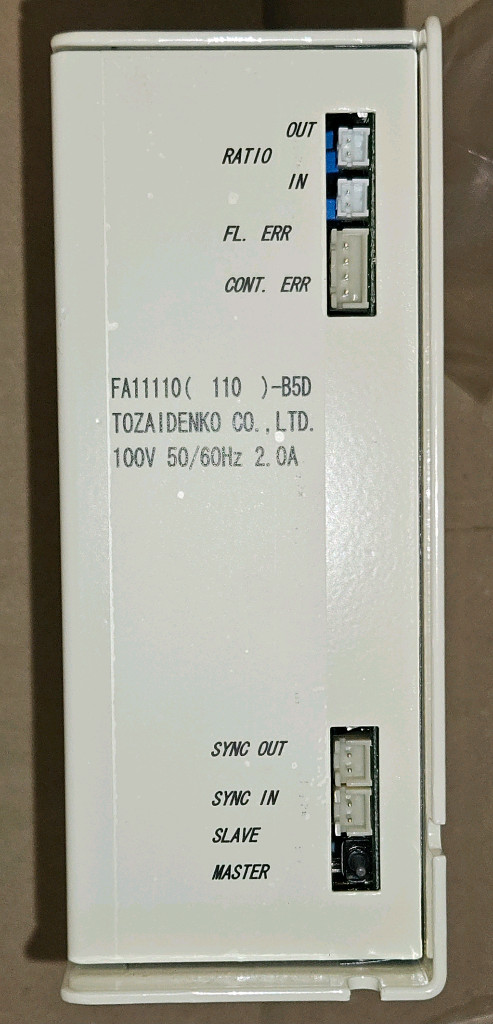 OUT
RATIO
IN
FL. ERR
CONT. ERR
FA11110( 110 )-B5D
TOZAIDENKO CO.,LTD.
100V 50/60Hz 2.0A
SYNC OUT
SYNC IN
SLAVE
MASTER